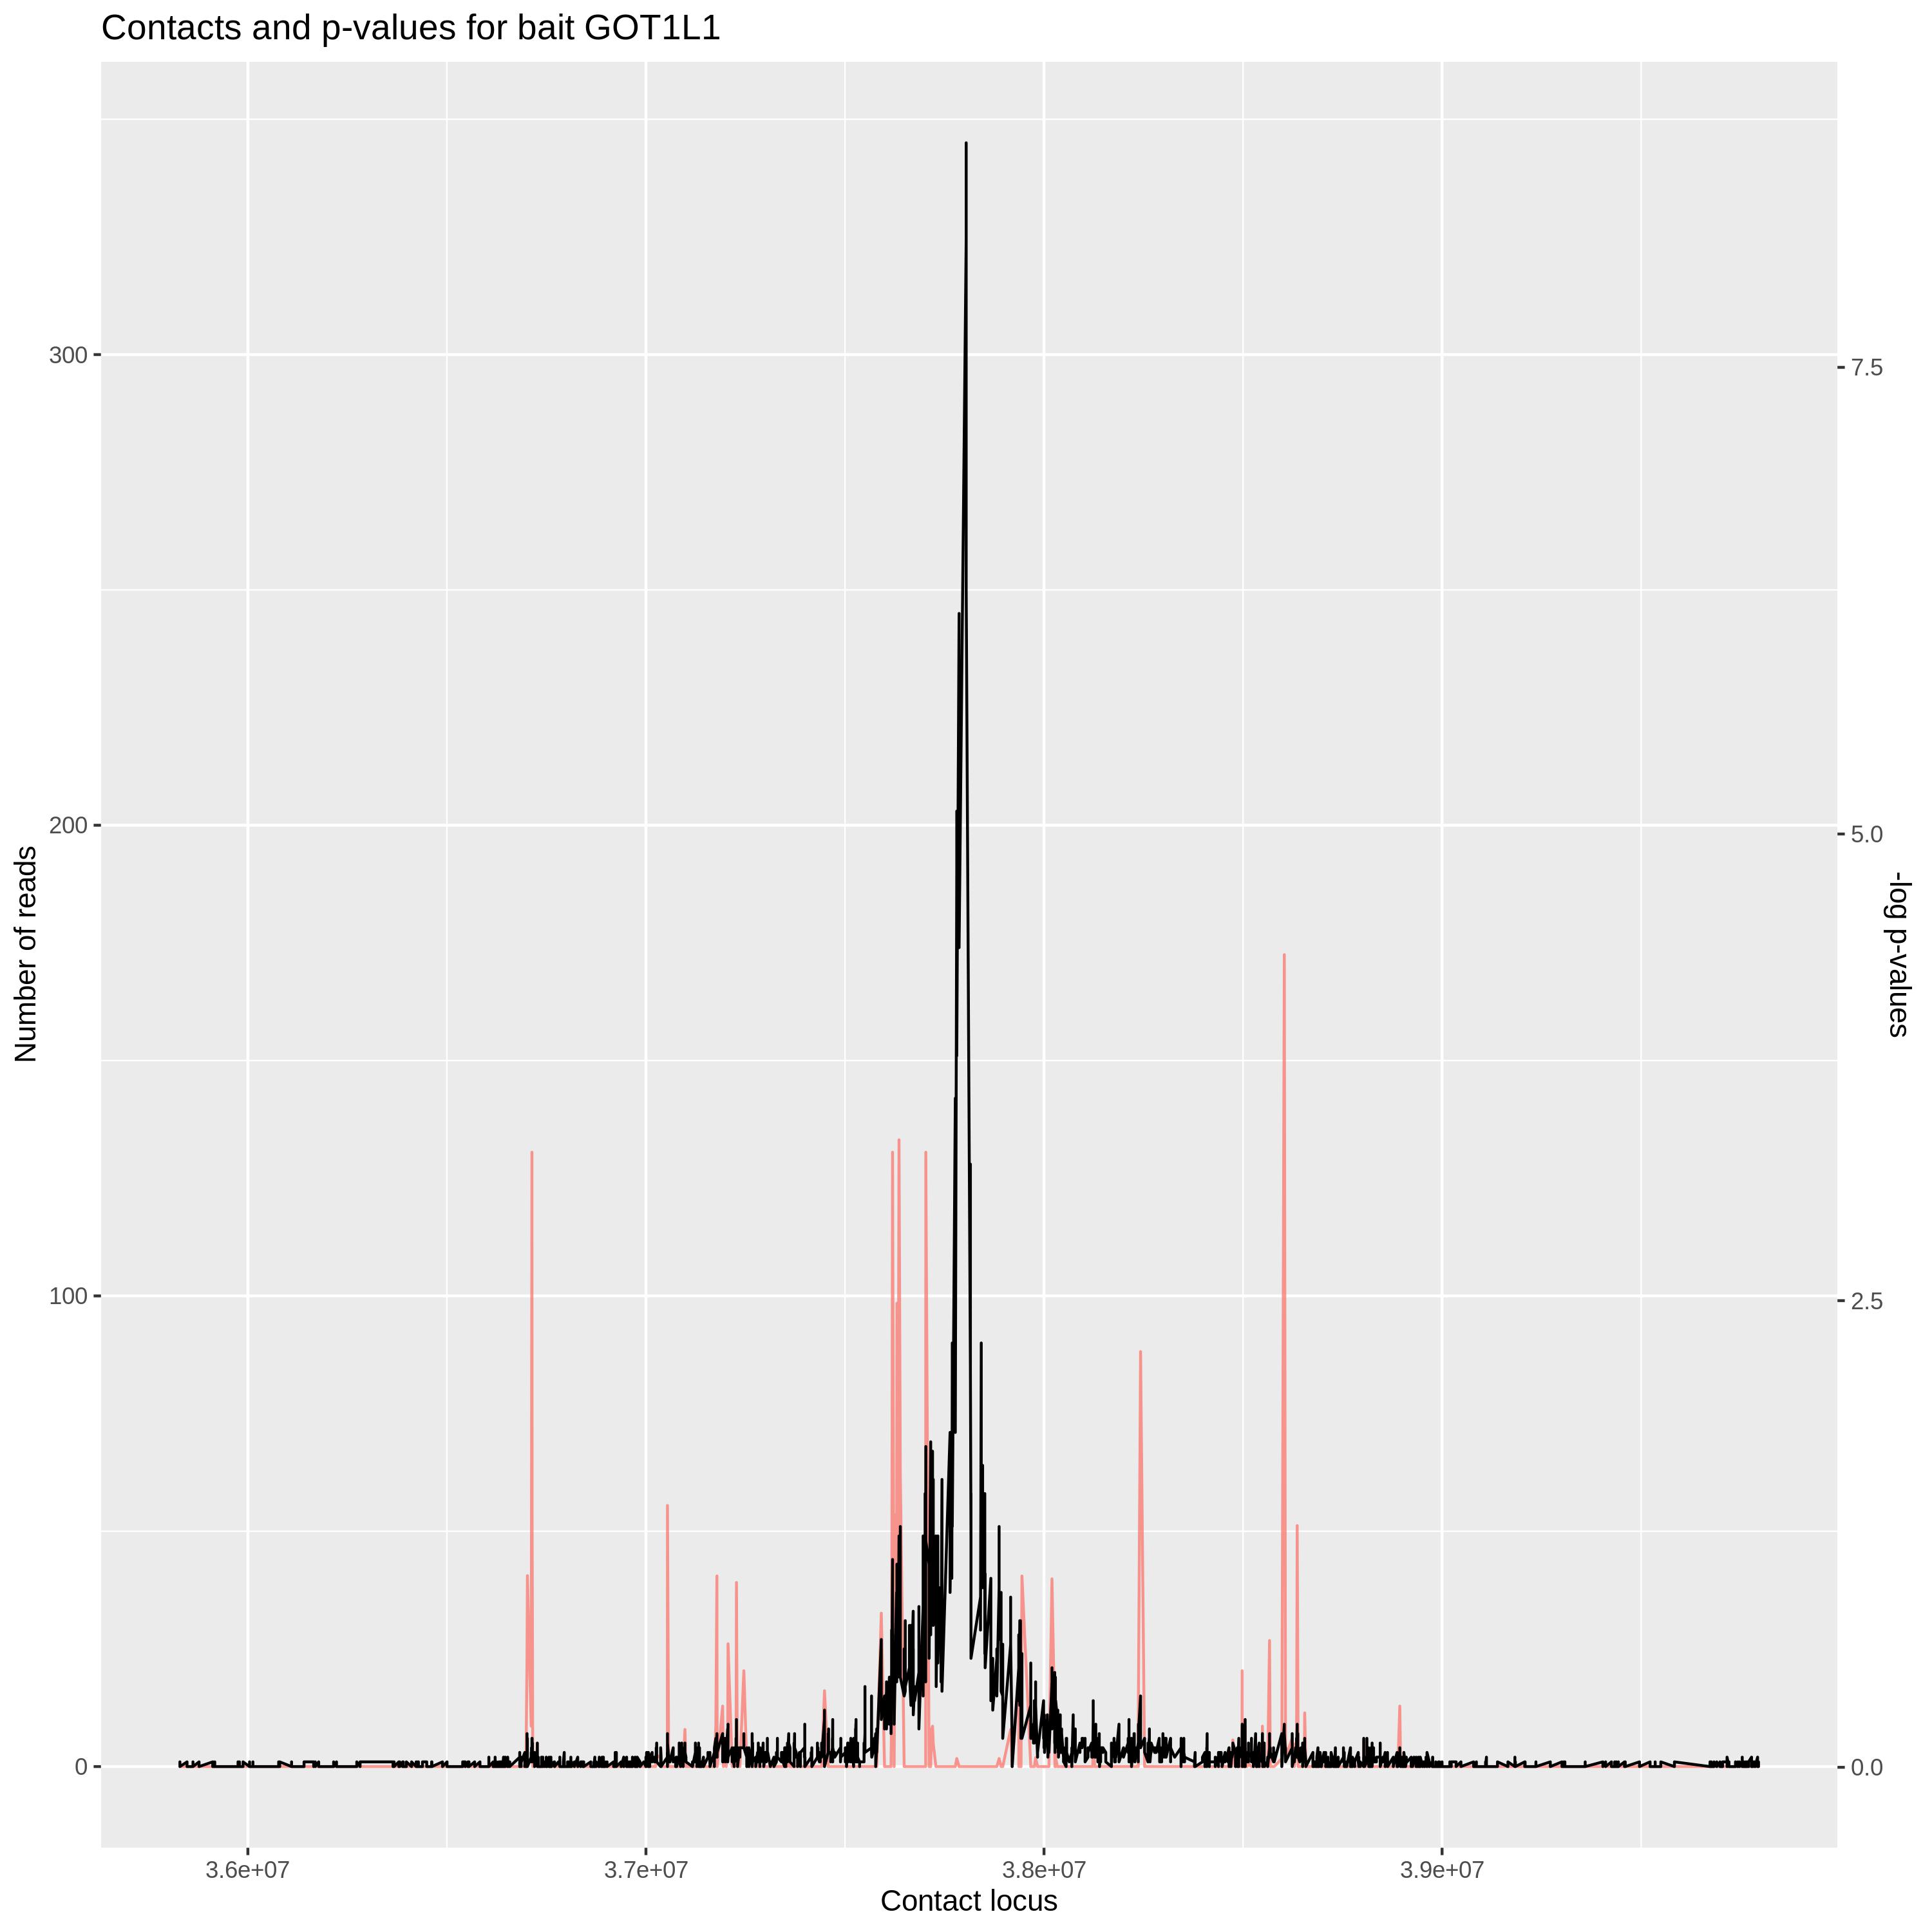 Contacts and p-values for bait GOT1L1
300
200
100
0
Number of reads
7.5
5.0
2.5
0.0
-log p-values
3.6e+07
3.7e+07
3.8e+07
3.9e+07
Contact locus